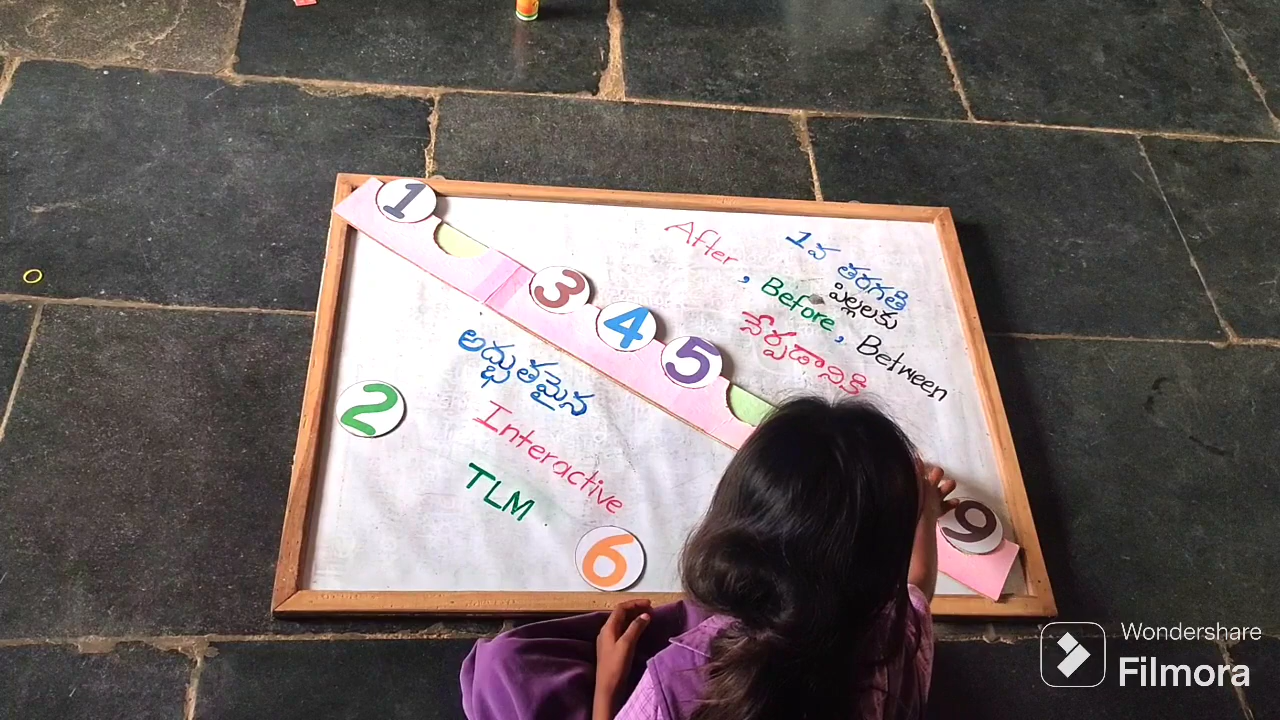 1
3
4
5
9
2
6
After, Before, Between
1వ తరగతి
పిల్లలకు
నేర్పడానికి
అద్భుతమైన
Interactive
TLM
Wondershare
Filmora